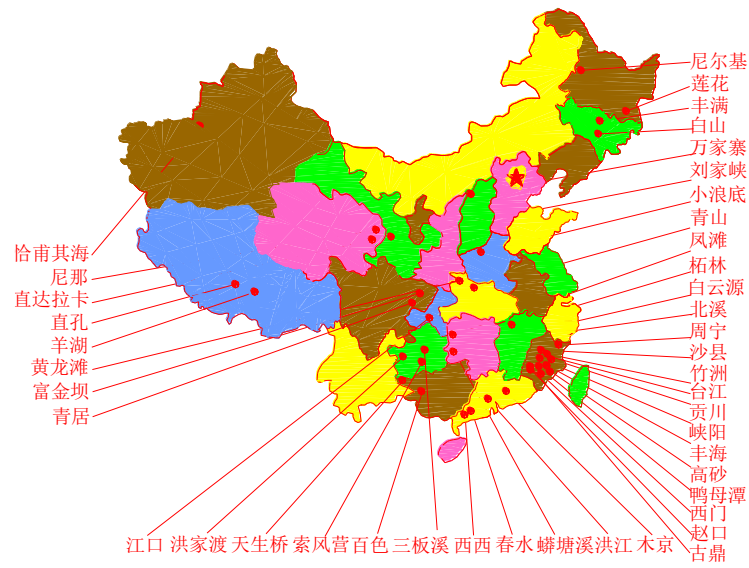 尼尔基
莲花
丰满
白山
万家寨
刘家峡
小浪底
青山
凤滩
柘林
白云源
北溪
周宁
沙县
竹洲
台江
贡川
峡阳
丰海
高砂
鸭母潭
西门
赵口
古鼎
恰甫其海
尼那
直达拉卡
直孔
羊湖
黄龙滩
富金坝
青居
江口 洪家渡 天生桥 索风营 百色 三板溪 西西 春水 蟒塘溪 洪江 木京